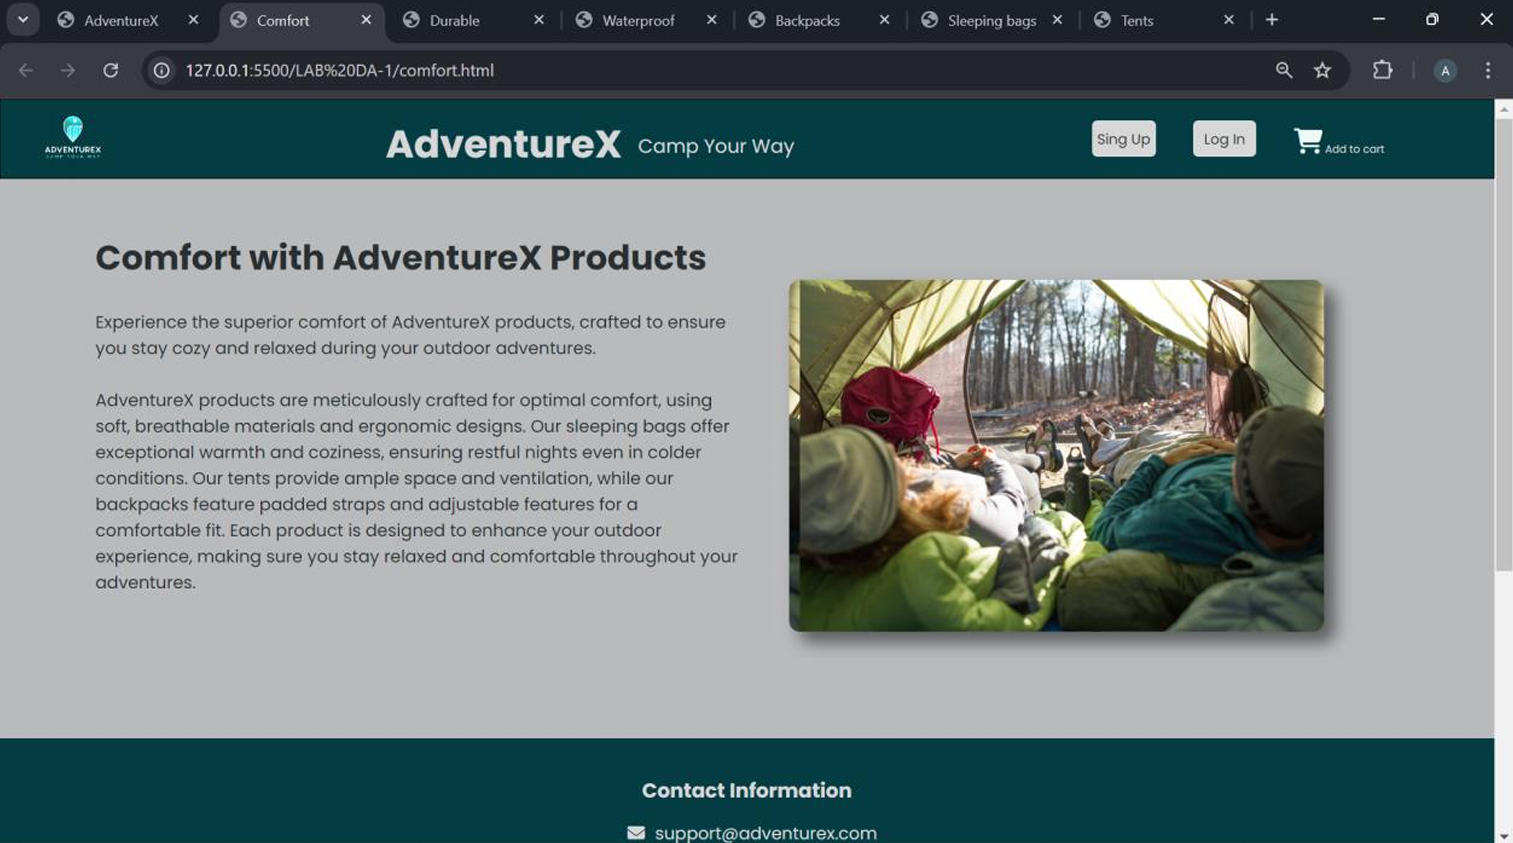 AdventureX
Comfort
Durable
Waterproof
Backpacks
Sleeping bags
Tents
127.0.0.1:5500/LAB%20DA-1/comfort.html
A
ADVENTUREX
CAMP YOUR WAY
AdventureX Camp Your Way
Sing Up
Log In
Add to cart
Comfort with AdventureX Products
Experience the superior comfort of AdventureX products, crafted to ensure
you stay cozy and relaxed during your outdoor adventures.
AdventureX products are meticulously crafted for optimal comfort, using
soft, breathable materials and ergonomic designs. Our sleeping bags offer
exceptional warmth and coziness, ensuring restful nights even in colder
conditions. Our tents provide ample space and ventilation, while our
backpacks feature padded straps and adjustable features for a
comfortable fit. Each product is designed to enhance your outdoor
experience, making sure you stay relaxed and comfortable throughout your
adventures.
Contact Information
support@adventurex.com